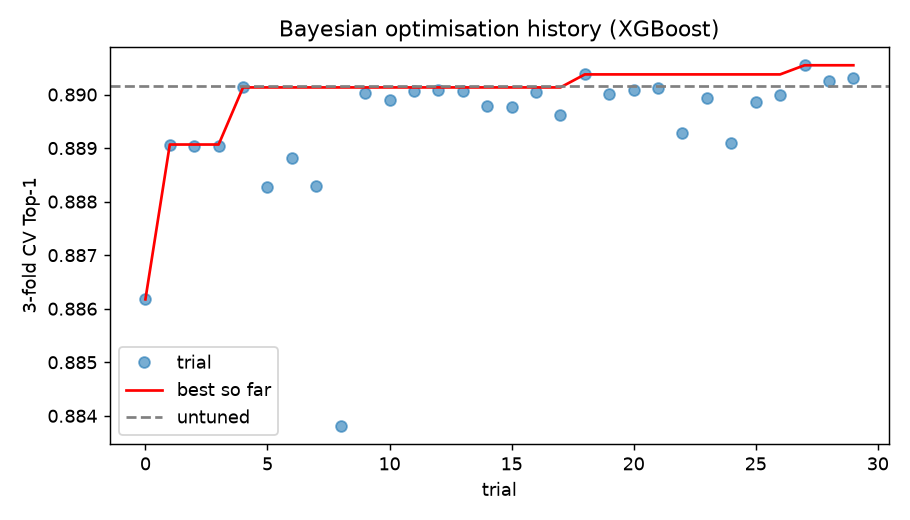 Bayesian optimisation history (XGBoost)
3-fold CV Top-1
0.890
0.889
0.888
0.887
0.886
0.885
0.884
trial
best so far
untuned
0 5 10 15 20 25 30
trial